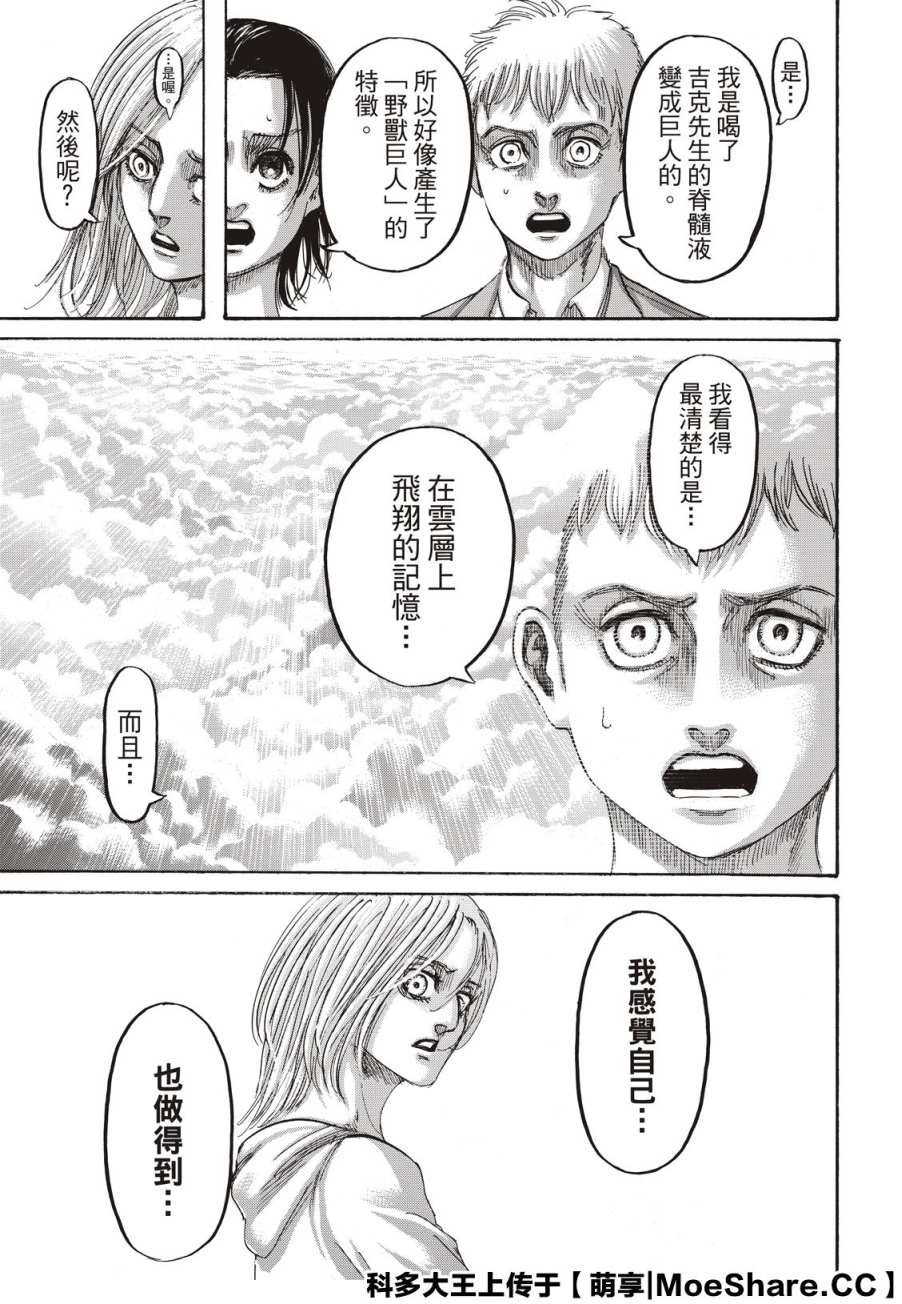 是…
我是喝了
吉克先生的脊髓液
變成巨人的。
所以好像產生了
「野獸巨人」的
特徵。
…是喔。
然後呢?
我看得
最清楚的是…
在雲層上
飛翔的記憶…
而且…
我感覺自己…
也做得到…
科多大王上传于【萌享|MoeShare.CC】